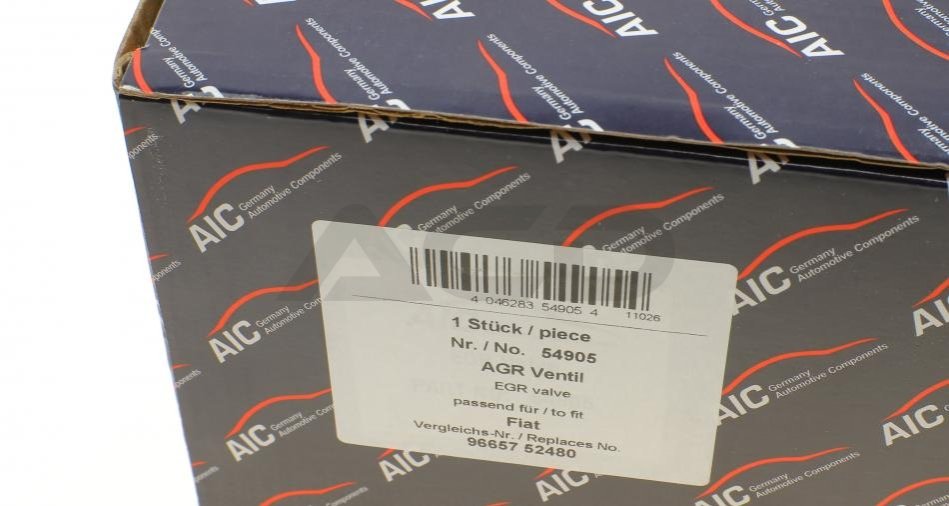 AIC Germany Automotive Components
4 046283 54905 4 11026
1 Stück / piece
Nr. / No. 54905
AGR Ventil
EGR valve
passend für / to fit
Fiat
Vergleichs-Nr. / Replaces No.
96657 52480